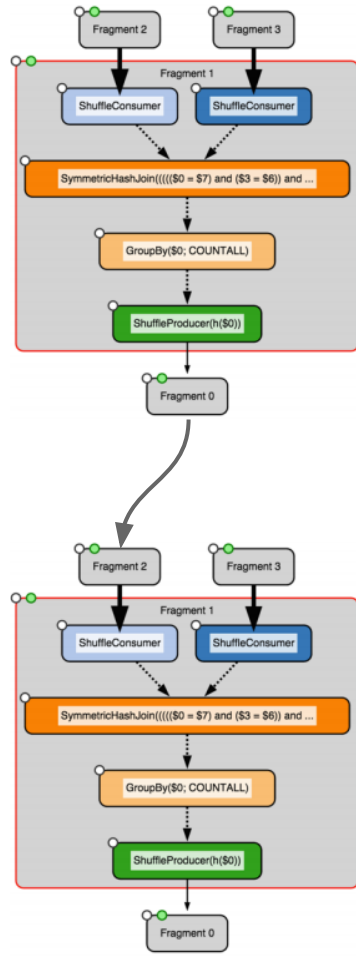 Fragment 2
Fragment 3
Fragment 1
ShuffleConsumer
ShuffleConsumer
SymmetricHashJoin((((($0 = $7) and ($3 = $6)) and ...
GroupBy($0; COUNTALL)
ShuffleProducer(h($0))
Fragment 0
Fragment 2
Fragment 3
Fragment 1
ShuffleConsumer
ShuffleConsumer
SymmetricHashJoin((((($0 = $7) and ($3 = $6)) and ...
GroupBy($0; COUNTALL)
ShuffleProducer(h($0))
Fragment 0